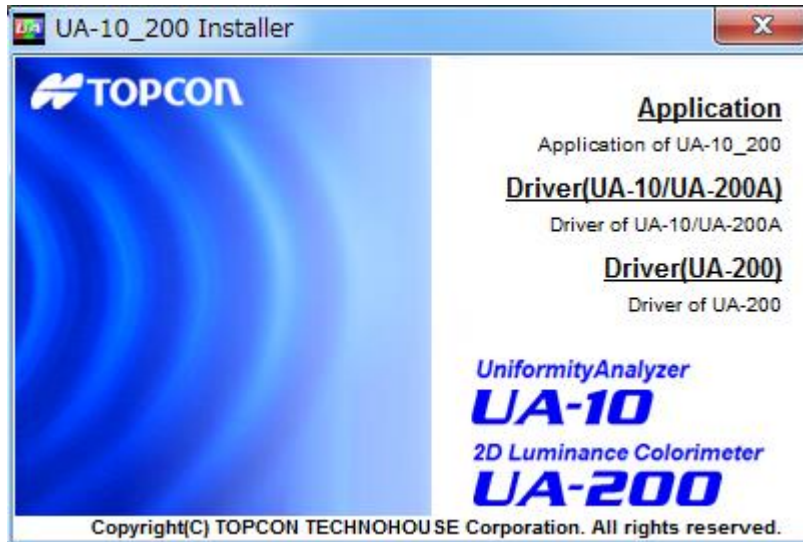 UA-10_200 Installer
TOPCON
Application
Application of UA-10_200
Driver(UA-10/UA-200A)
Driver of UA-10/UA-200A
Driver(UA-200)
Driver of UA-200
UniformityAnalyzer
UA-10
2D Luminance Colorimeter
UA-200
Copyright(C) TOPCON TECHNOHOUSE Corporation. All rights reserved.